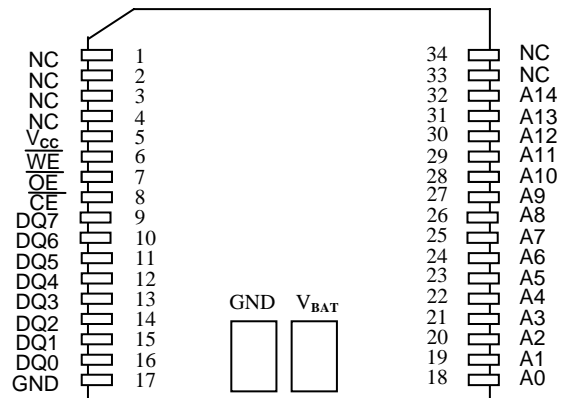 NC 1 34 NC
NC 2 33 NC
NC 3 32 A14
NC 4 31 A13
Vcc 5 30 A12
W̅E̅ 6 29 A11
O̅E̅ 7 28 A10
C̅E̅ 8 27 A9
DQ7 9 26 A8
DQ6 10 25 A7
DQ5 11 24 A6
DQ4 12 23 A5
DQ3 13 22 A4
DQ2 14 21 A3
DQ1 15 20 A2
DQ0 16 19 A1
GND 17 18 A0
GND VBAT